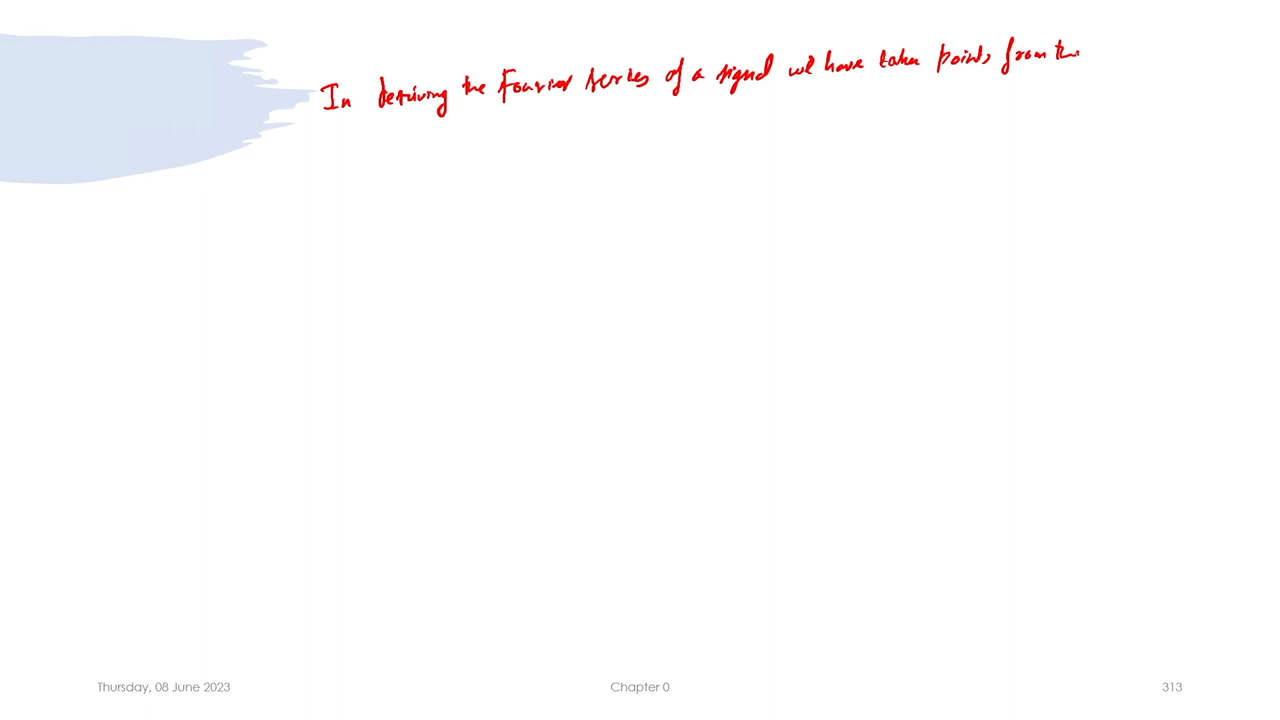 In deriving the Fourier series of a signal we have taken points from the
Thursday, 08 June 2023
Chapter 0
313